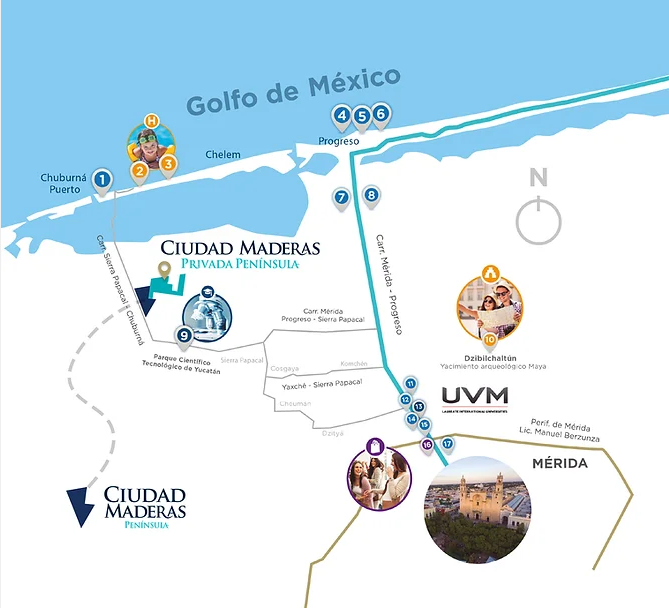 Golfo de México
4 5 6
Progreso
H
Chelem
2 3
Chuburná
Puerto
1
N
7 8
CIUDAD MADERAS
PRIVADA PENÍNSULA
Carr. Sierra Papacal - Chuburná
Carr. Mérida - Progreso
Carr. Mérida
Progreso - Sierra Papacal
9
Parque Científico
Tecnológico de Yucatán
Sierra Papacal
Cosgaya
Komchén
10
Dzibilchaltún
Yacimiento arqueológico Maya
Yaxché - Sierra Papacal
Chouman
Dzityá
11
12 13
14 15
16 17
UVM
LAUREATE INTERNATIONAL UNIVERSITIES
Perif. de Mérida
Lic. Manuel Berzunza
MÉRIDA
CIUDAD
MADERAS
PENÍNSULA